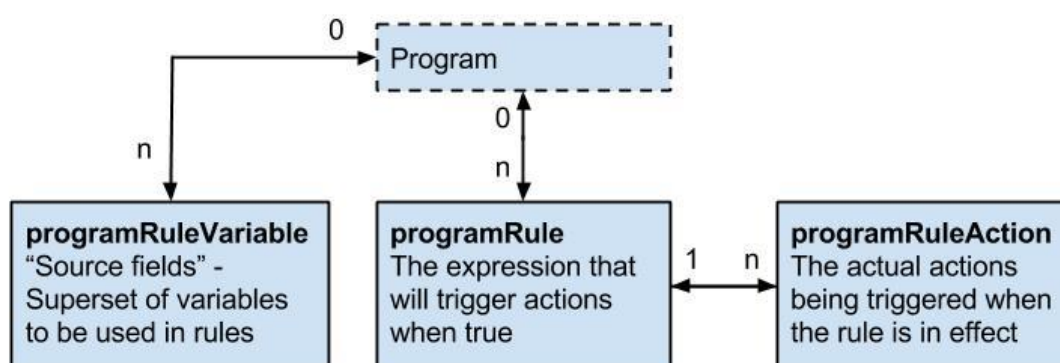 0
Program
0
n
n
programRuleVariable
“Source fields” -
Superset of variables
to be used in rules
programRule
The expression that
will trigger actions
when true
1
n
programRuleAction
The actual actions
being triggered when
the rule is in effect